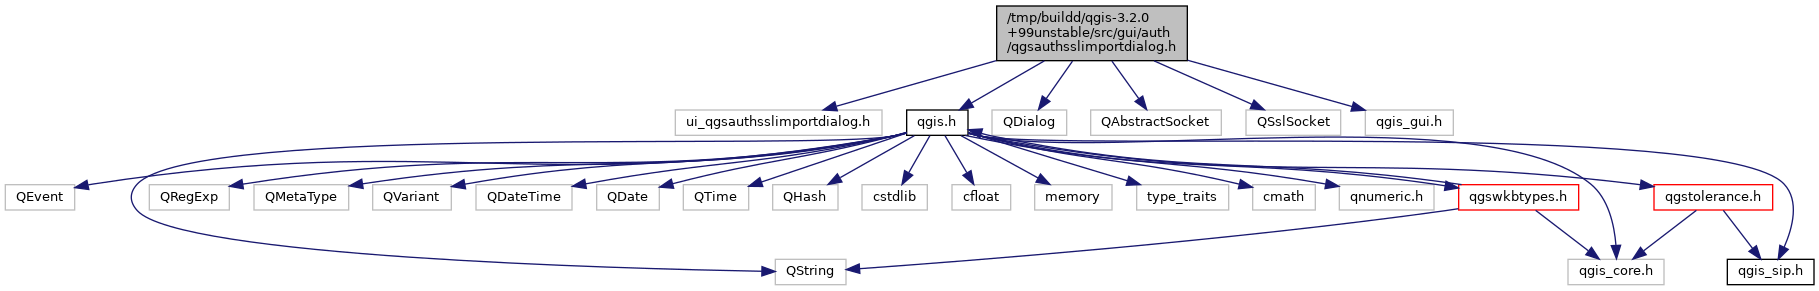 /tmp/buildd/qgis-3.2.0
+99unstable/src/gui/auth
/qgsauthsslimportdialog.h
ui_qgsauthsslimportdialog.h
qgis.h
QDialog
QAbstractSocket
QSslSocket
qgis_gui.h
QEvent
QRegExp
QMetaType
QVariant
QDateTime
QDate
QTime
QHash
cstdlib
cfloat
memory
type_traits
cmath
qnumeric.h
qgswkbtypes.h
qgstolerance.h
QString
qgis_core.h
qgis_sip.h